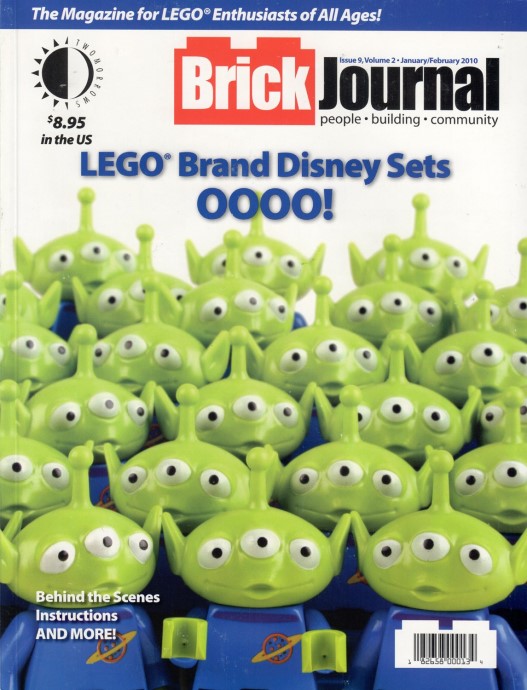 The Magazine for LEGO® Enthusiasts of All Ages!
TWOMORROWS
Brick Journal
Issue 9, Volume 2 • January/February 2010
people • building • community
$8.95
in the US
LEGO® Brand Disney Sets
OOOO!
Behind the Scenes
Instructions
AND MORE!